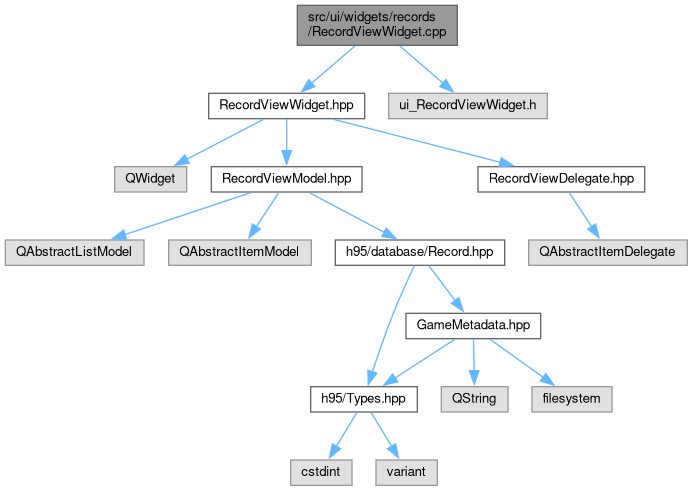 src/ui/widgets/records
/RecordViewWidget.cpp
RecordViewWidget.hpp
ui_RecordViewWidget.h
QWidget
RecordViewModel.hpp
RecordViewDelegate.hpp
QAbstractListModel
QAbstractItemModel
h95/database/Record.hpp
QAbstractItemDelegate
GameMetadata.hpp
h95/Types.hpp
QString
filesystem
cstdint
variant